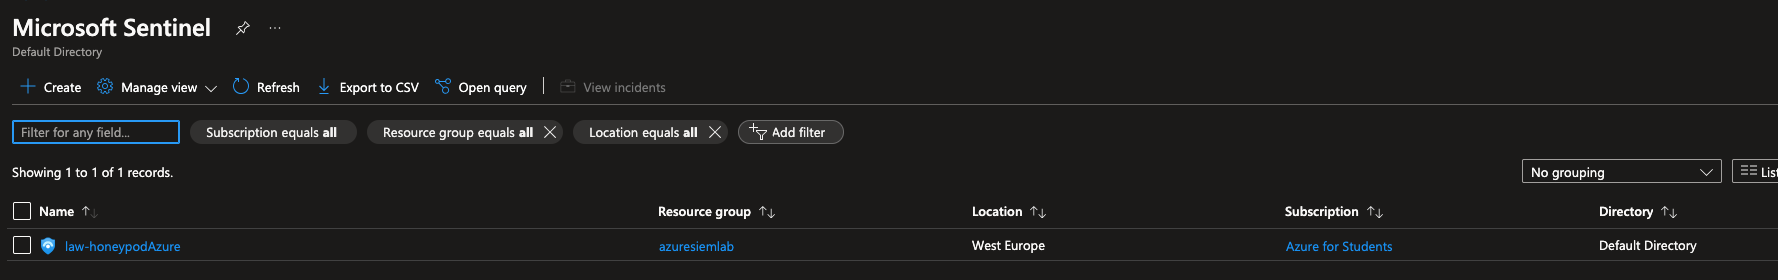 Microsoft Sentinel
Default Directory
Create Manage view Refresh Export to CSV Open query View incidents
Filter for any field... Subscription equals all Resource group equals all Location equals all Add filter
Showing 1 to 1 of 1 records. No grouping List
Name Resource group Location Subscription Directory
law-honeypodAzure azuresiemlab West Europe Azure for Students Default Directory